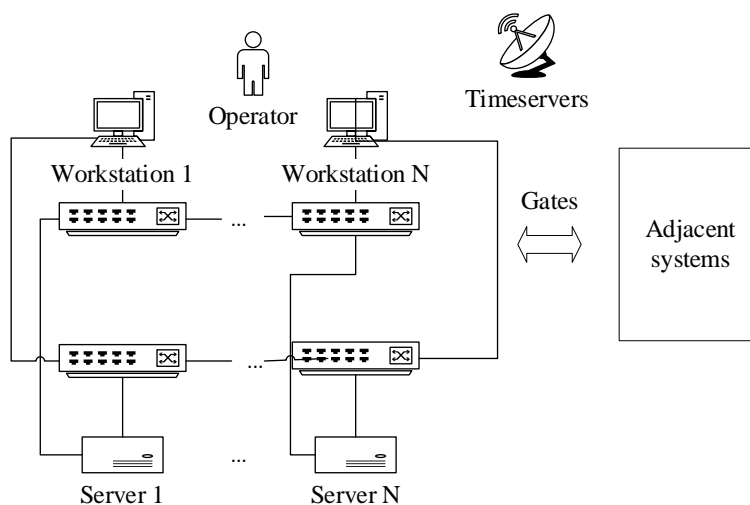 Operator
Timeservers
Workstation 1
Workstation N
...
Gates
Adjacent
systems
...
...
Server 1
Server N